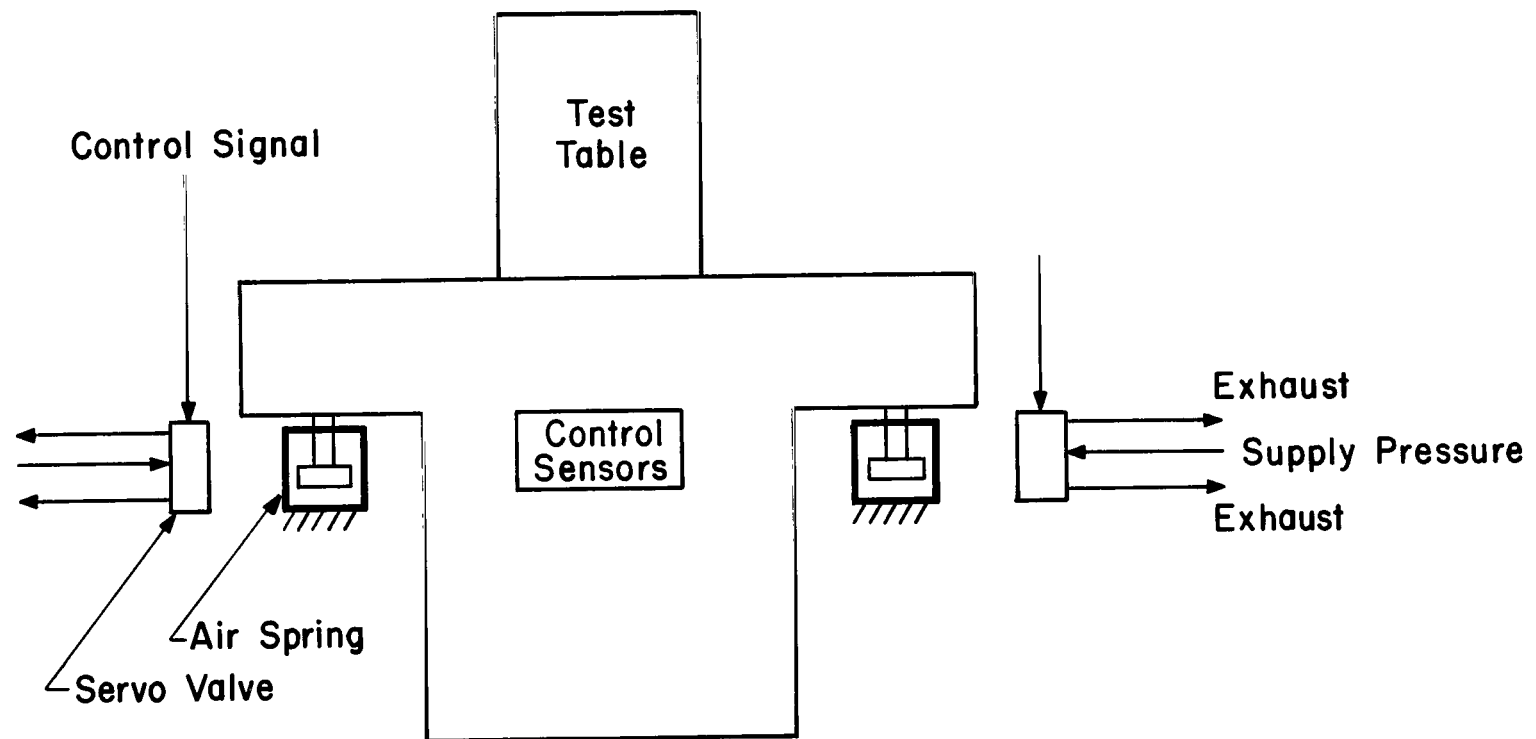 Test
Table
Control Signal
Exhaust
Control
Sensors
Supply Pressure
Exhaust
Air Spring
Servo Valve